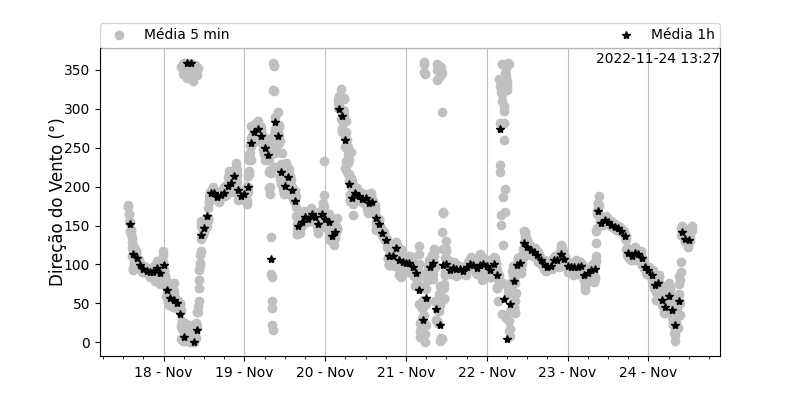 Média 5 min
Média 1h
2022-11-24 13:27
Direção do Vento (°)
350
300
250
200
150
100
50
0
18 - Nov
19 - Nov
20 - Nov
21 - Nov
22 - Nov
23 - Nov
24 - Nov